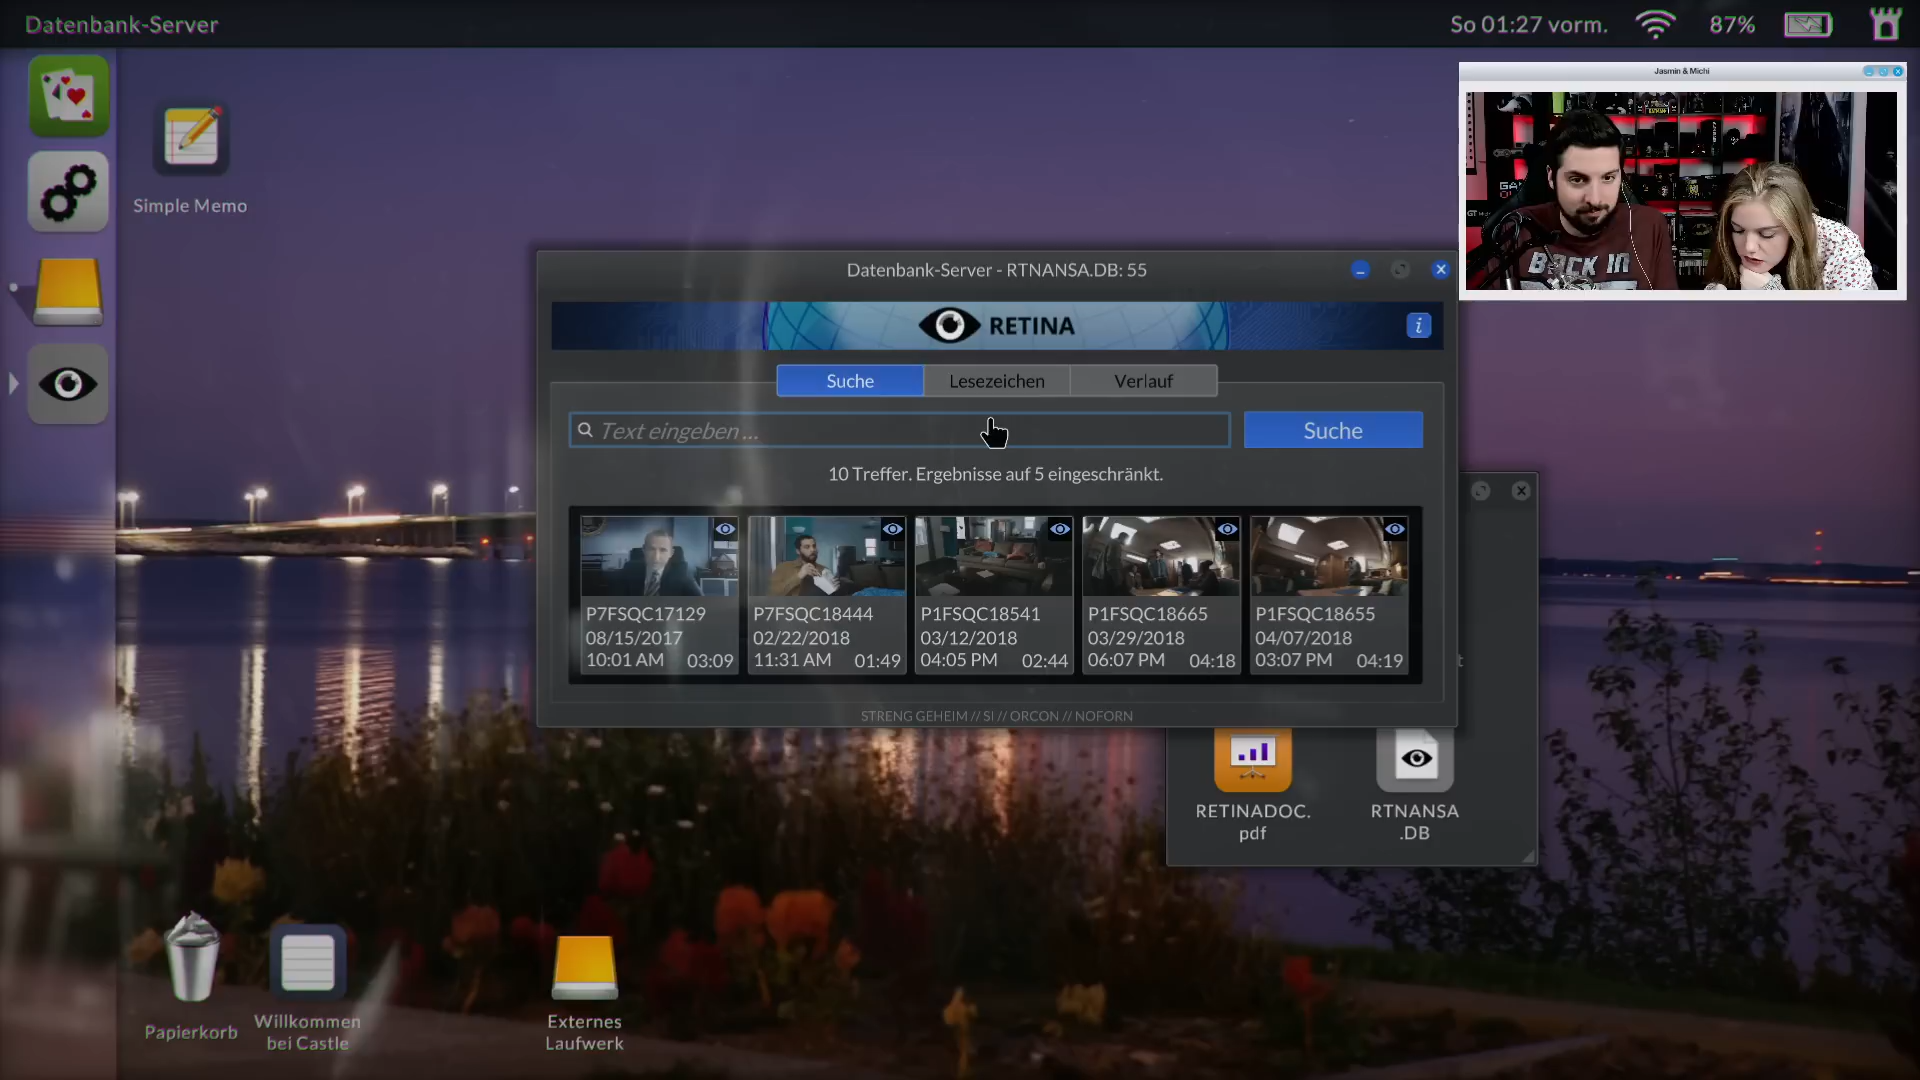 Datenbank-Server
So 01:27 vorm.
87%
Jasmin & Michi
Simple Memo
Datenbank-Server - RTNANSA.DB: 55
RETINA
i
Suche
Lesezeichen
Verlauf
Text eingeben ...
Suche
10 Treffer. Ergebnisse auf 5 eingeschränkt.
P7FSQC17129
08/15/2017
10:01 AM 03:09
P7FSQC18444
02/22/2018
11:31 AM 01:49
P1FSQC18541
03/12/2018
04:05 PM 02:44
P1FSQC18665
03/29/2018
06:07 PM 04:18
P1FSQC18655
04/07/2018
03:07 PM 04:19
STRENG GEHEIM // SI // ORCON // NOFORN
RETINADOC.
pdf
RTNANSA
.DB
Papierkorb
Willkommen
bei Castle
Externes
Laufwerk
BACK IN